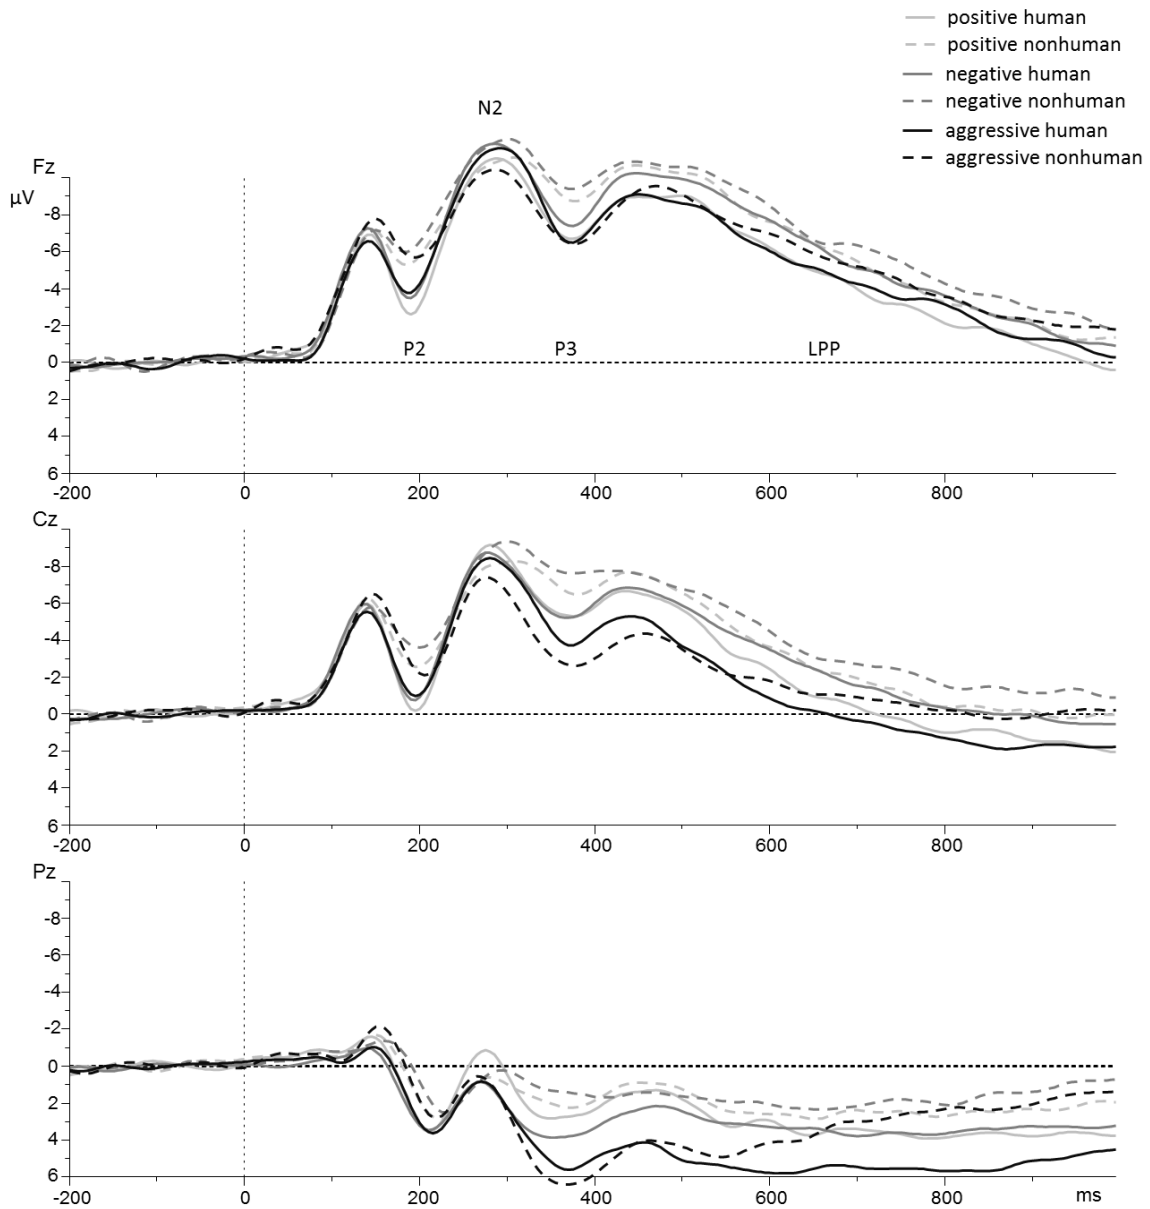 positive human
positive nonhuman
negative human
negative nonhuman
aggressive human
aggressive nonhuman
N2
Fz
µV
-8
-6
-4
-2
P2 P3 LPP
0
2
4
6
-200 0 200 400 600 800
Cz
-8
-6
-4
-2
0
2
4
6
-200 0 200 400 600 800
Pz
-8
-6
-4
-2
0
2
4
6
-200 0 200 400 600 800 ms